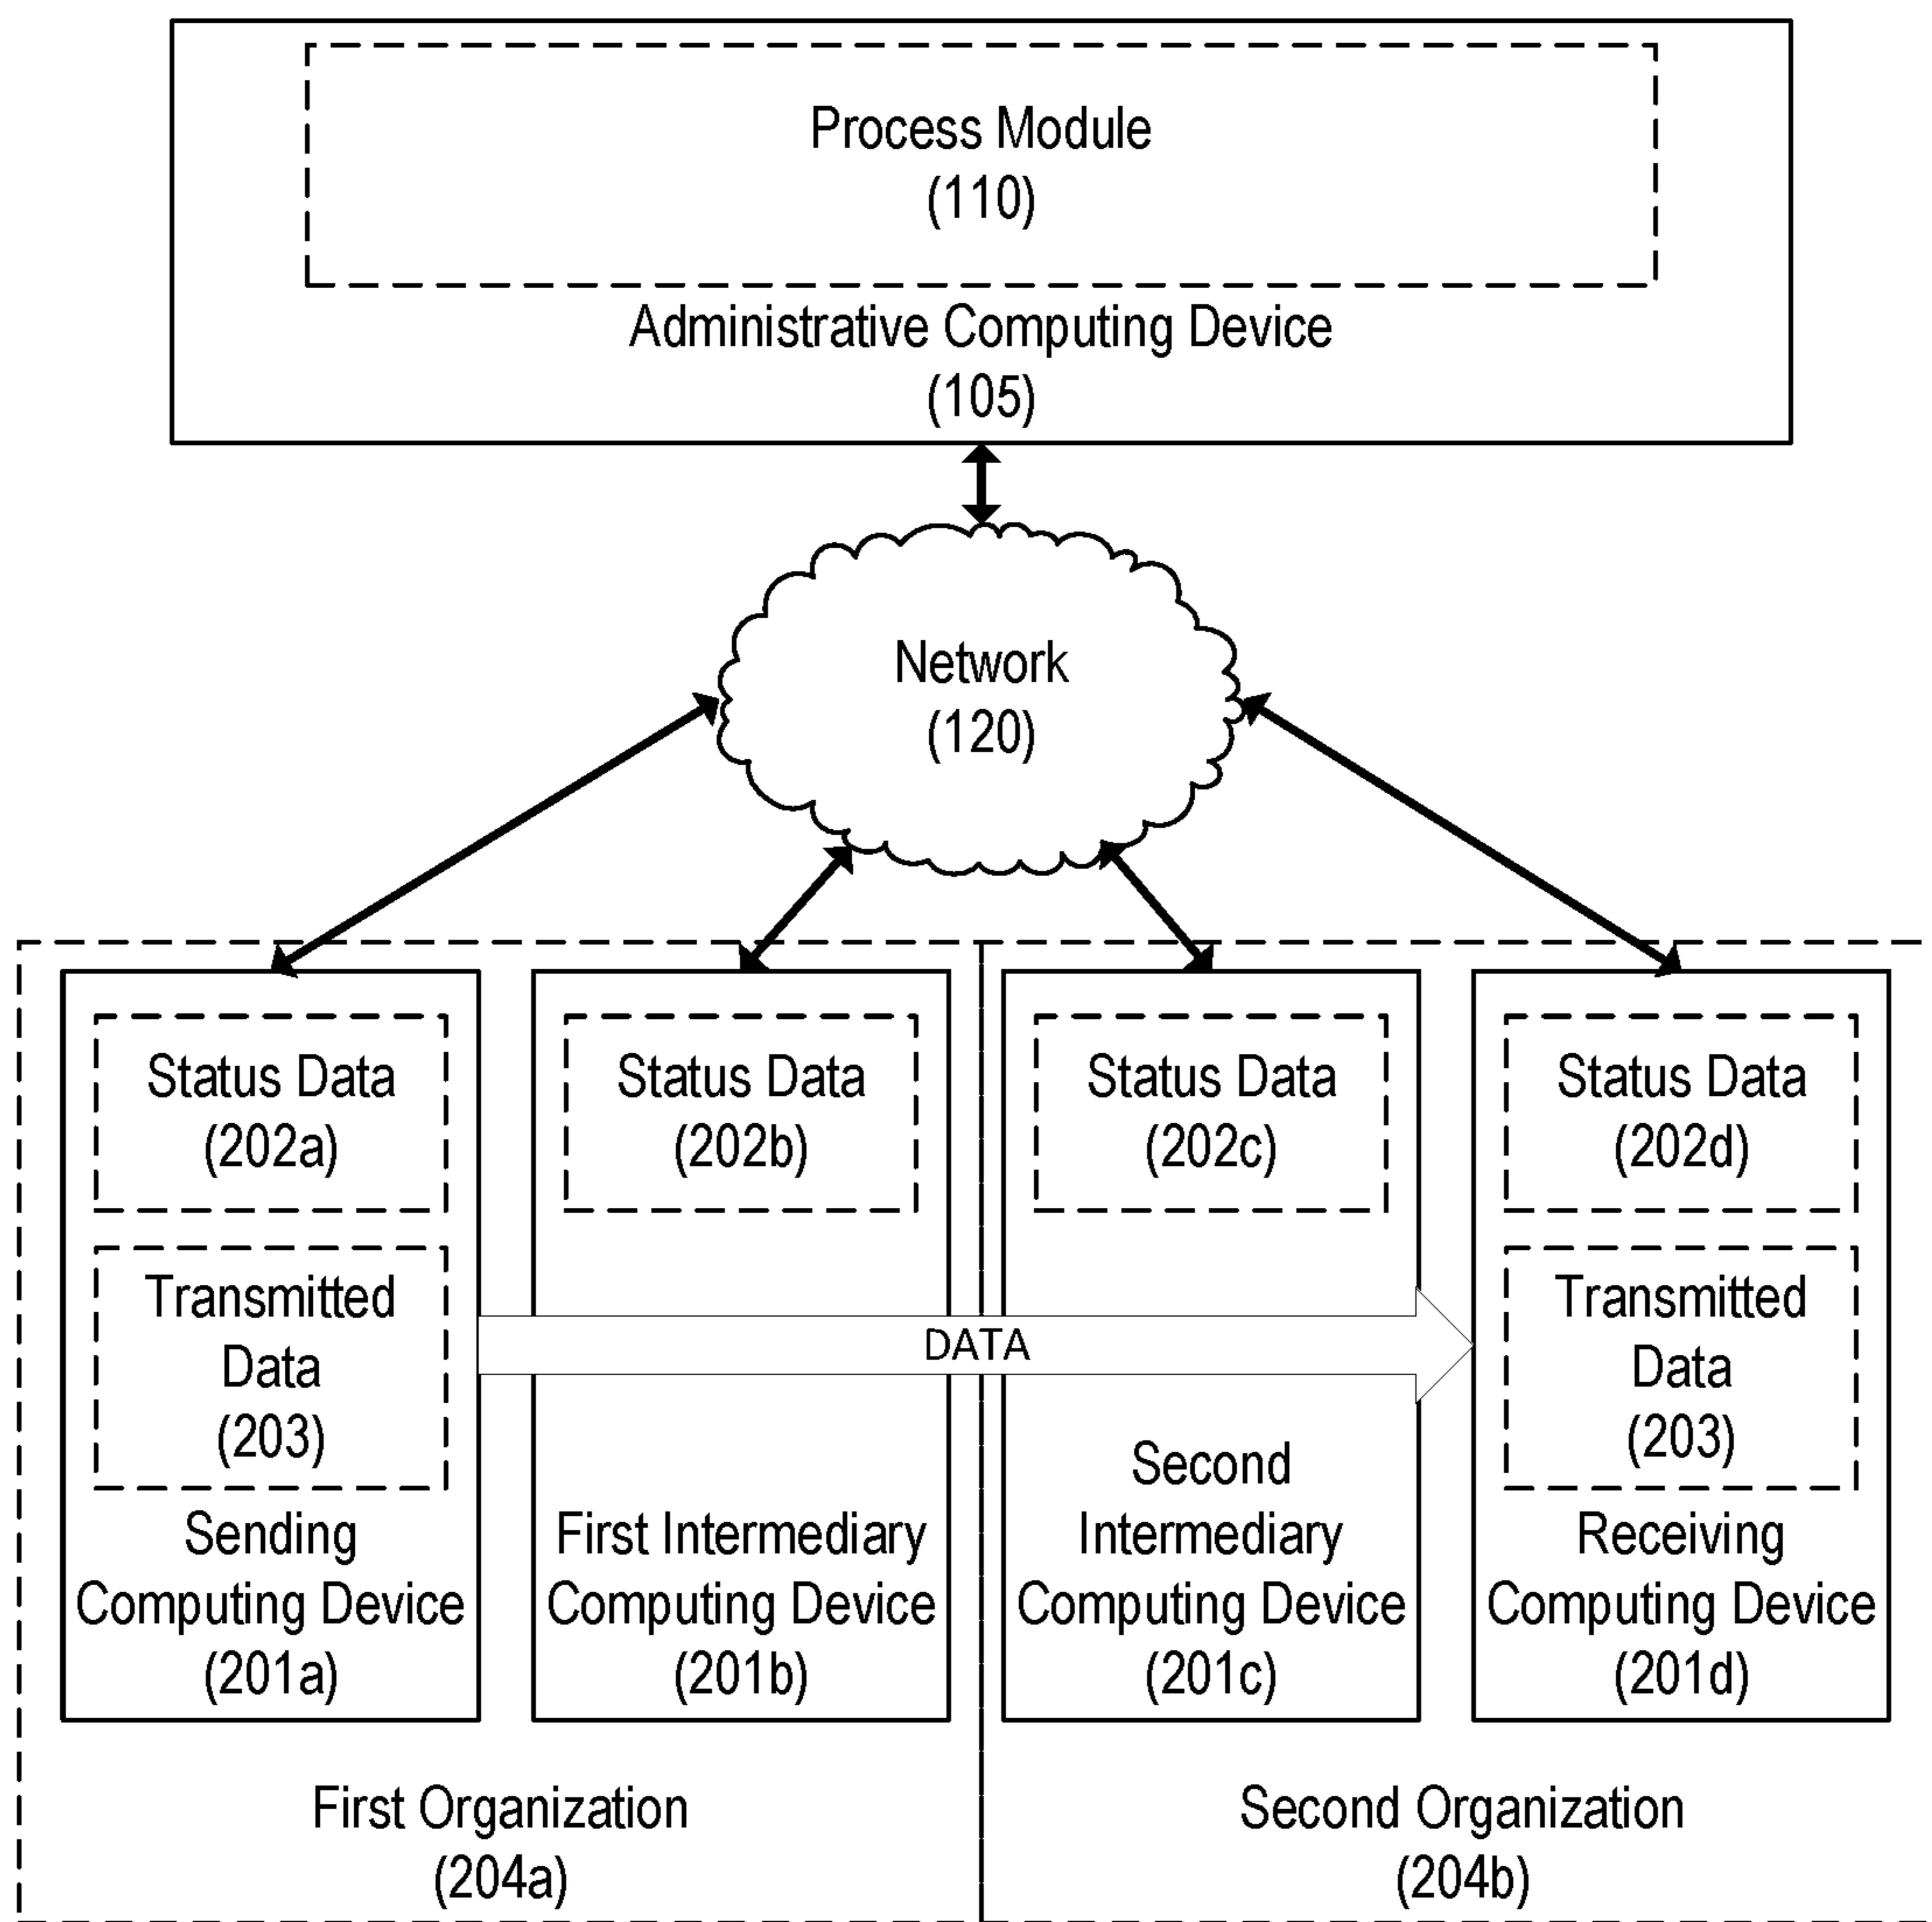 Process Module
(110)
Administrative Computing Device
(105)
Network
(120)
Status Data
(202a)
Transmitted
Data
(203)
Sending
Computing Device
(201a)
Status Data
(202b)
First Intermediary
Computing Device
(201b)
Status Data
(202c)
Second
Intermediary
Computing Device
(201c)
Status Data
(202d)
Transmitted
Data
(203)
Receiving
Computing Device
(201d)
DATA
First Organization
(204a)
Second Organization
(204b)